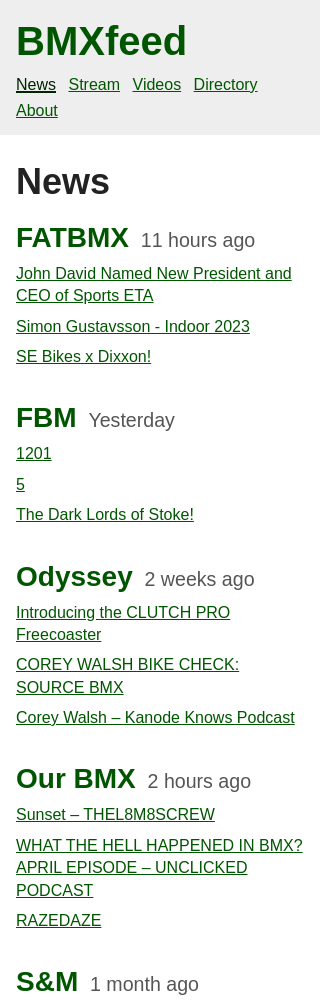 BMXfeed
News Stream Videos Directory
About
News
FATBMX 11 hours ago
John David Named New President and
CEO of Sports ETA
Simon Gustavsson - Indoor 2023
SE Bikes x Dixxon!
FBM Yesterday
1201
5
The Dark Lords of Stoke!
Odyssey 2 weeks ago
Introducing the CLUTCH PRO
Freecoaster
COREY WALSH BIKE CHECK:
SOURCE BMX
Corey Walsh – Kanode Knows Podcast
Our BMX 2 hours ago
Sunset – THEL8M8SCREW
WHAT THE HELL HAPPENED IN BMX?
APRIL EPISODE – UNCLICKED
PODCAST
RAZEDAZE
S&M 1 month ago